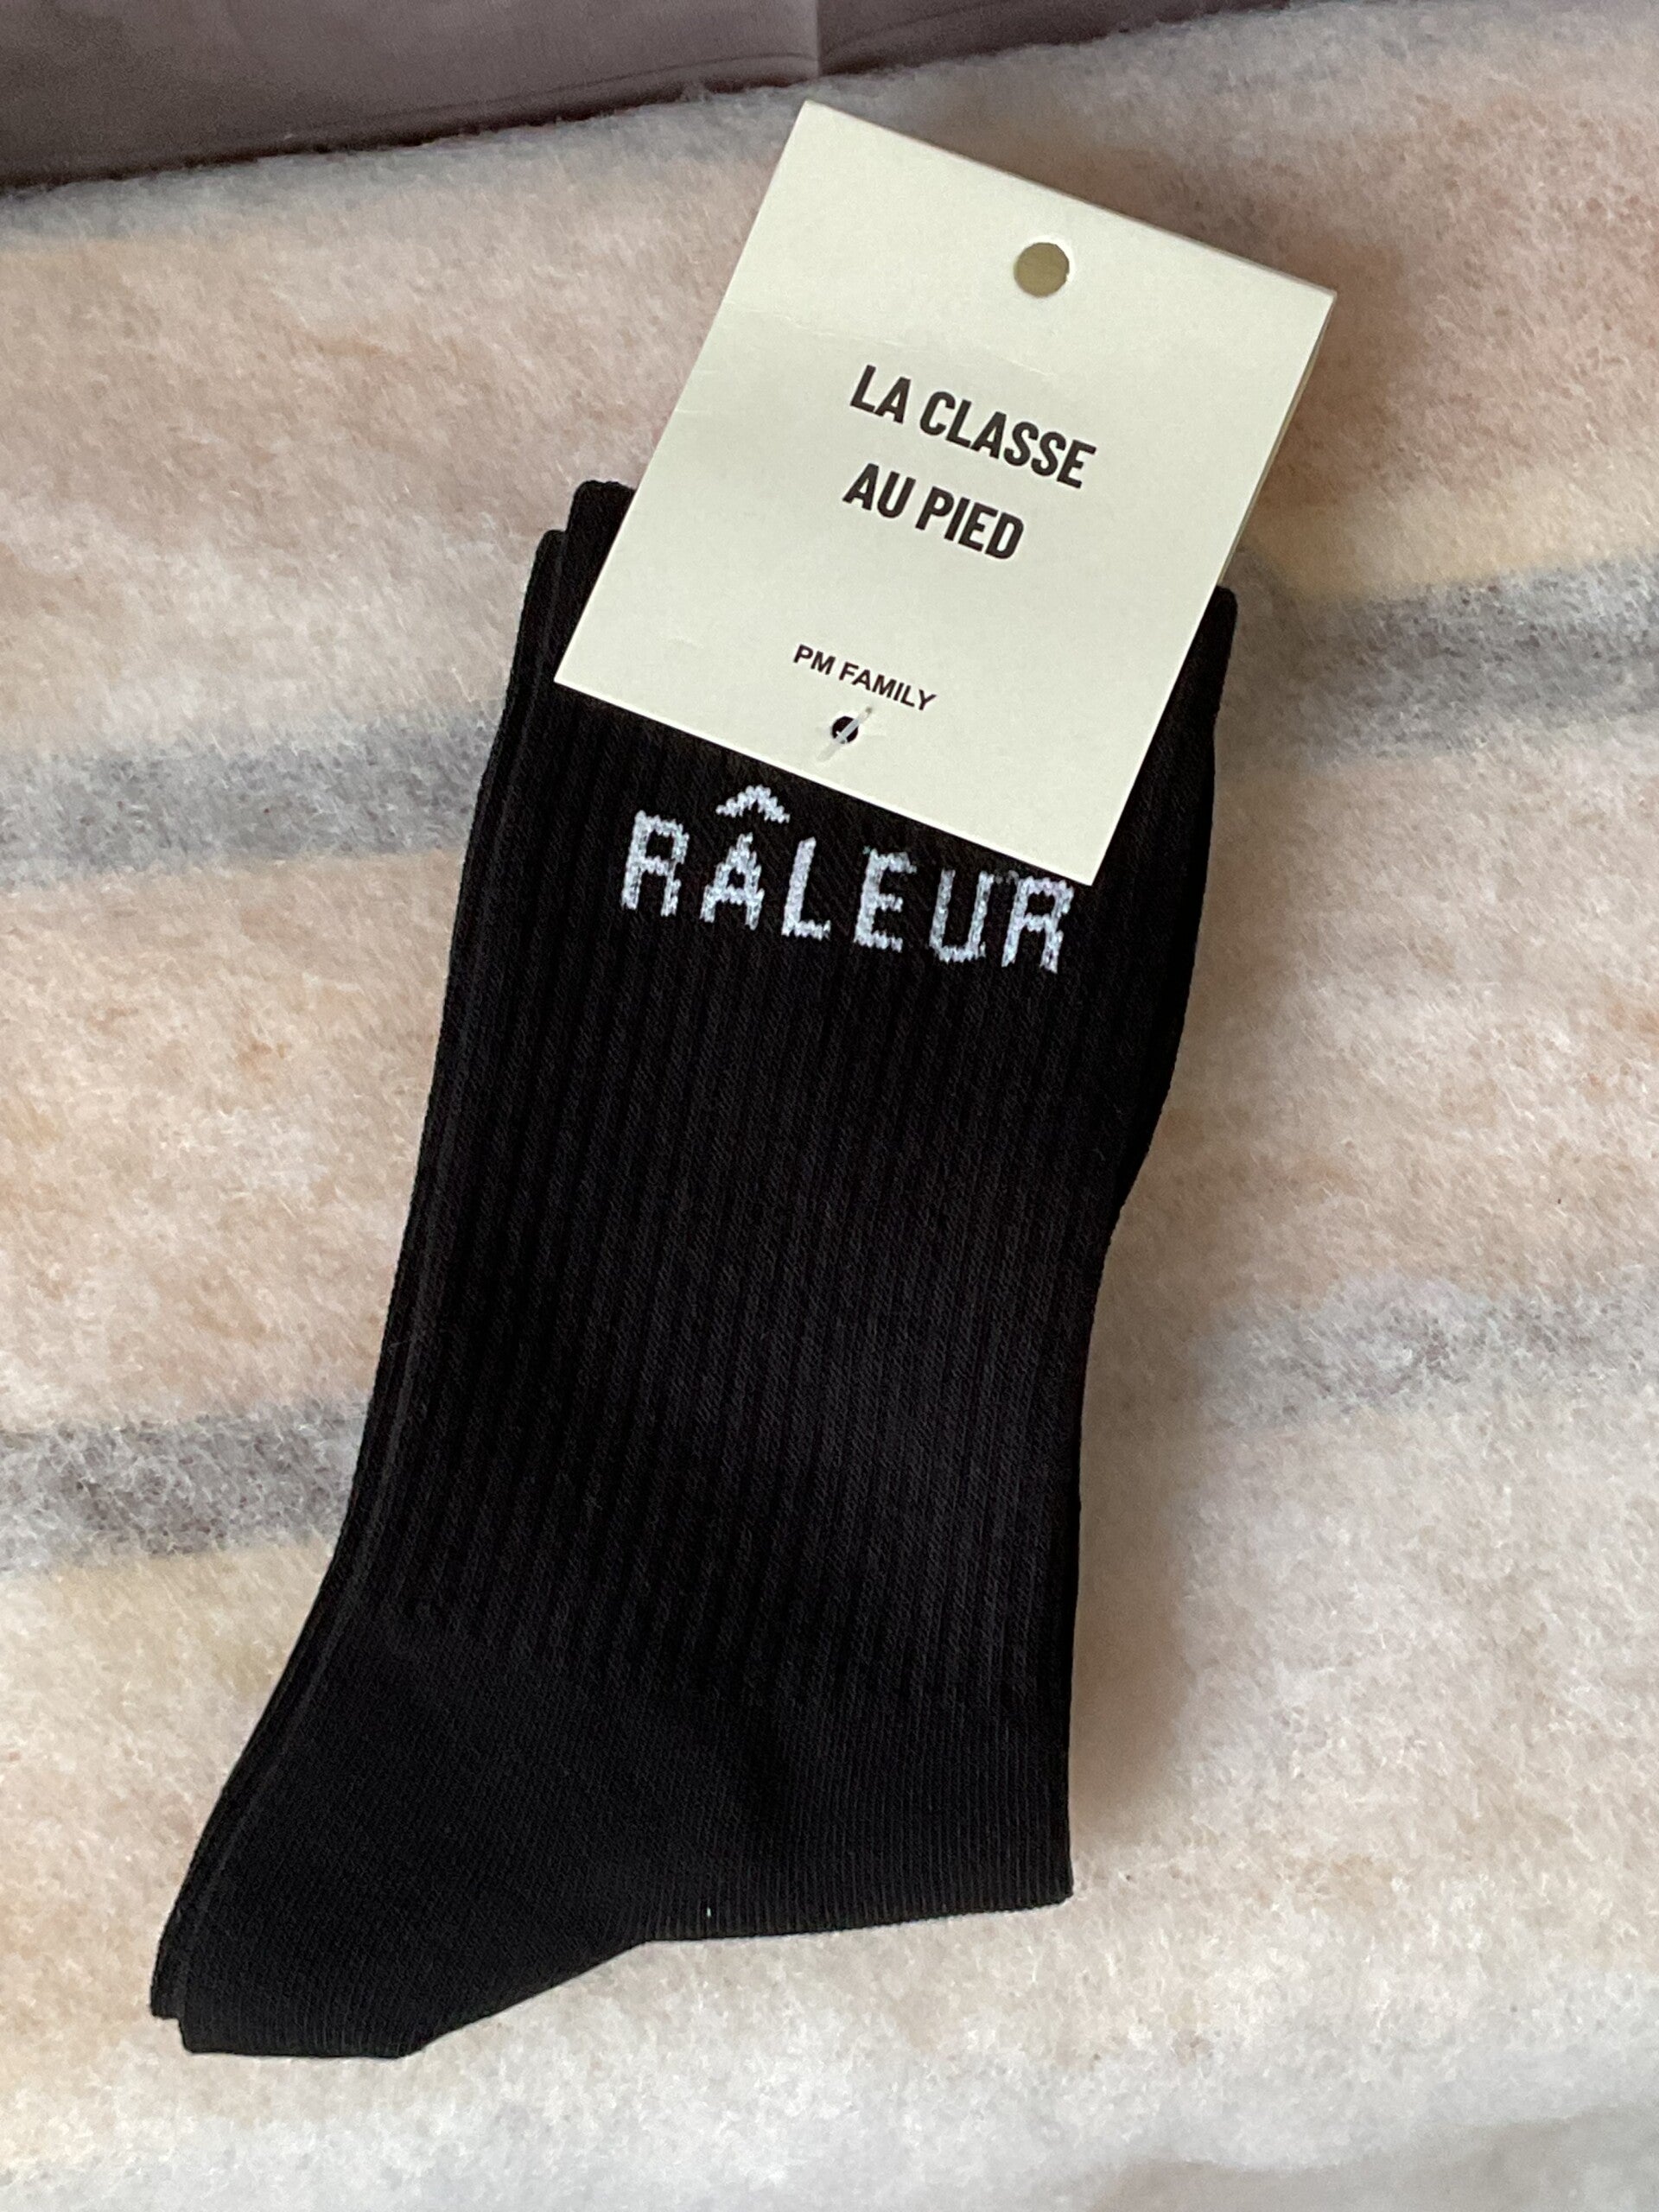 LA CLASSE
AU PIED
PM FAMILY
RÂLEUR